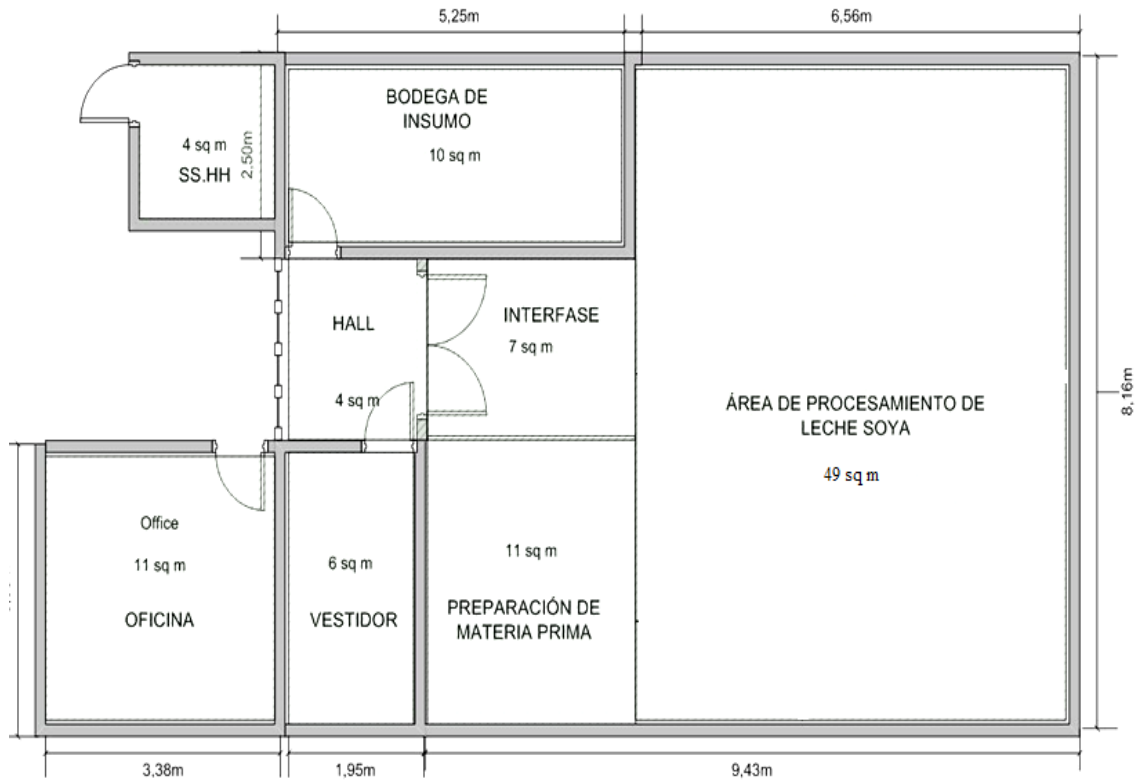 5,25m
6,56m
BODEGA DE
INSUMO
10 sq m
4 sq m
SS.HH
2,50m
HALL
4 sq m
INTERFASE
7 sq m
ÁREA DE PROCESAMIENTO DE
LECHE SOYA
49 sq m
8,16m
Office
11 sq m
OFICINA
6 sq m
VESTIDOR
11 sq m
PREPARACIÓN DE
MATERIA PRIMA
3,38m
1,95m
9,43m